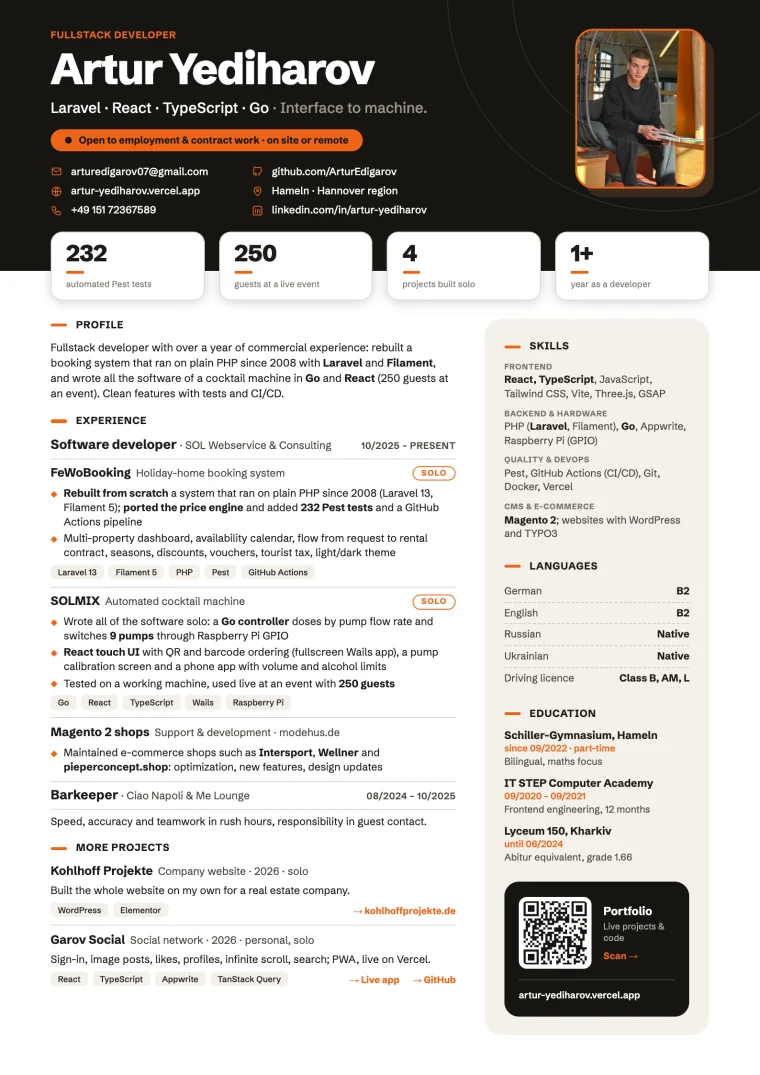 FULLSTACK DEVELOPER
Artur Yediharov
Laravel · React · TypeScript · Go · Interface to machine.
Open to employment & contract work · on site or remote
arturedigarov07@gmail.com
github.com/ArturEdigarov
artur-yediharov.vercel.app
Hameln · Hannover region
+49 151 72367589
linkedin.com/in/artur-yediharov
232
automated Pest tests
250
guests at a live event
4
projects built solo
1+
year as a developer
PROFILE
Fullstack developer with over a year of commercial experience: rebuilt a
booking system that ran on plain PHP since 2008 with Laravel and Filament,
and wrote all the software of a cocktail machine in Go and React (250 guests at
an event). Clean features with tests and CI/CD.
EXPERIENCE
Software developer · SOL Webservice & Consulting 10/2025 – PRESENT
FeWoBooking Holiday-home booking system SOLO
◆ Rebuilt from scratch a system that ran on plain PHP since 2008 (Laravel 13,
Filament 5); ported the price engine and added 232 Pest tests and a GitHub
Actions pipeline
◆ Multi-property dashboard, availability calendar, flow from request to rental
contract, seasons, discounts, vouchers, tourist tax, light/dark theme
Laravel 13 Filament 5 PHP Pest GitHub Actions
SOLMIX Automated cocktail machine SOLO
◆ Wrote all of the software solo: a Go controller doses by pump flow rate and
switches 9 pumps through Raspberry Pi GPIO
◆ React touch UI with QR and barcode ordering (fullscreen Wails app), a pump
calibration screen and a phone app with volume and alcohol limits
◆ Tested on a working machine, used live at an event with 250 guests
Go React TypeScript Wails Raspberry Pi
Magento 2 shops Support & development · modehus.de
◆ Maintained e-commerce shops such as Intersport, Wellner and
pieperconcept.shop: optimization, new features, design updates
Barkeeper · Ciao Napoli & Me Lounge 08/2024 – 10/2025
Speed, accuracy and teamwork in rush hours, responsibility in guest contact.
MORE PROJECTS
Kohlhoff Projekte Company website · 2026 · solo
Built the whole website on my own for a real estate company.
WordPress Elementor → kohlhoffprojekte.de
Garov Social Social network · 2026 · personal, solo
Sign-in, image posts, likes, profiles, infinite scroll, search; PWA, live on Vercel.
React TypeScript Appwrite TanStack Query → Live app → GitHub
SKILLS
FRONTEND
React, TypeScript, JavaScript,
Tailwind CSS, Vite, Three.js, GSAP
BACKEND & HARDWARE
PHP (Laravel, Filament), Go, Appwrite,
Raspberry Pi (GPIO)
QUALITY & DEVOPS
Pest, GitHub Actions (CI/CD), Git,
Docker, Vercel
CMS & E-COMMERCE
Magento 2; websites with WordPress
and TYPO3
LANGUAGES
German B2
English B2
Russian Native
Ukrainian Native
Driving licence Class B, AM, L
EDUCATION
Schiller-Gymnasium, Hameln
since 09/2022 · part-time
Bilingual, maths focus
IT STEP Computer Academy
09/2020 – 09/2021
Frontend engineering, 12 months
Lyceum 150, Kharkiv
until 06/2024
Abitur equivalent, grade 1.66
Portfolio
Live projects &
code
Scan →
artur-yediharov.vercel.app